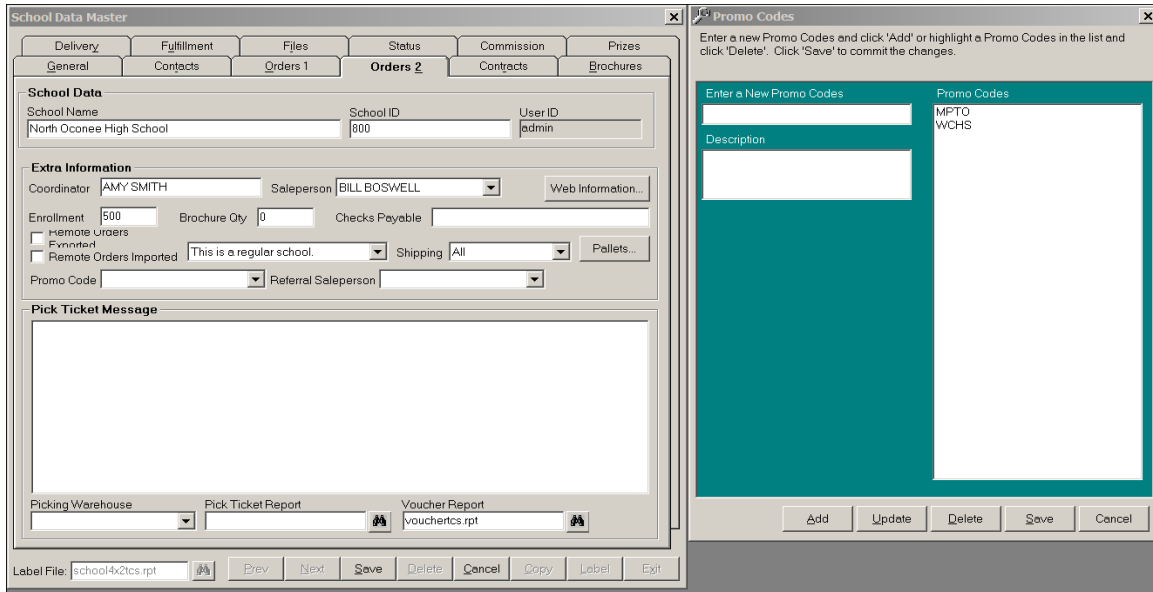 School Data Master
Delivery Fulfillment Files Status Commission Prizes
General Contacts Orders 1 Orders 2 Contracts Brochures
School Data
School Name School ID User ID
North Oconee High School 800 admin
Extra Information
Coordinator AMY SMITH Saleperson BILL BOSWELL Web Information...
Enrollment 500 Brochure Qty 0 Checks Payable
Remote Orders
Exported
Remote Orders Imported This is a regular school. Shipping All Pallets...
Promo Code Referral Saleperson
Pick Ticket Message
Picking Warehouse Pick Ticket Report Voucher Report
vouchertcs.rpt
Label File: school4x2tcs.rpt Prev Next Save Delete Cancel Copy Label Exit
Promo Codes
Enter a new Promo Codes and click 'Add' or highlight a Promo Codes in the list and
click 'Delete'. Click 'Save' to commit the changes.
Enter a New Promo Codes Promo Codes
MPTO
WCHS
Description
Add Update Delete Save Cancel